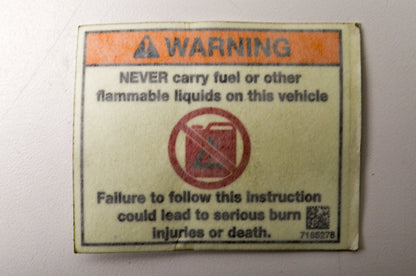 WARNING
NEVER carry fuel or other
flammable liquids on this vehicle
Failure to follow this instruction
could lead to serious burn
injuries or death.
7185278